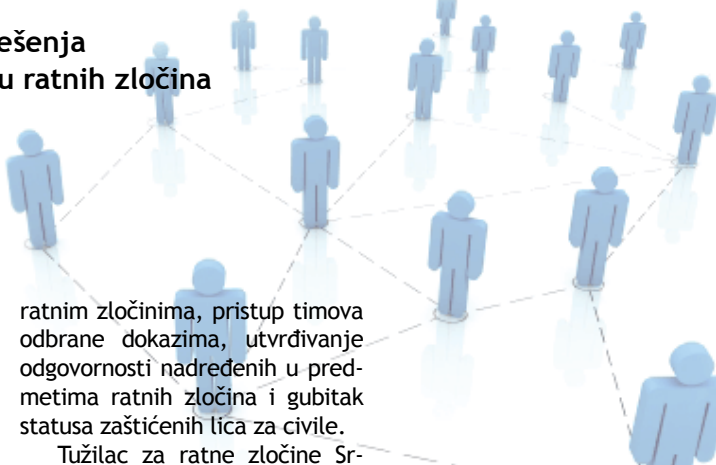 ešenja
u ratnih zločina
ratnim zločinima, pristup timova
odbrane dokazima, utvrđivanje
odgovornosti nadređenih u pred-
metima ratnih zločina i gubitak
statusa zaštićenih lica za civile.
Tužilac za ratne zločine Sr-